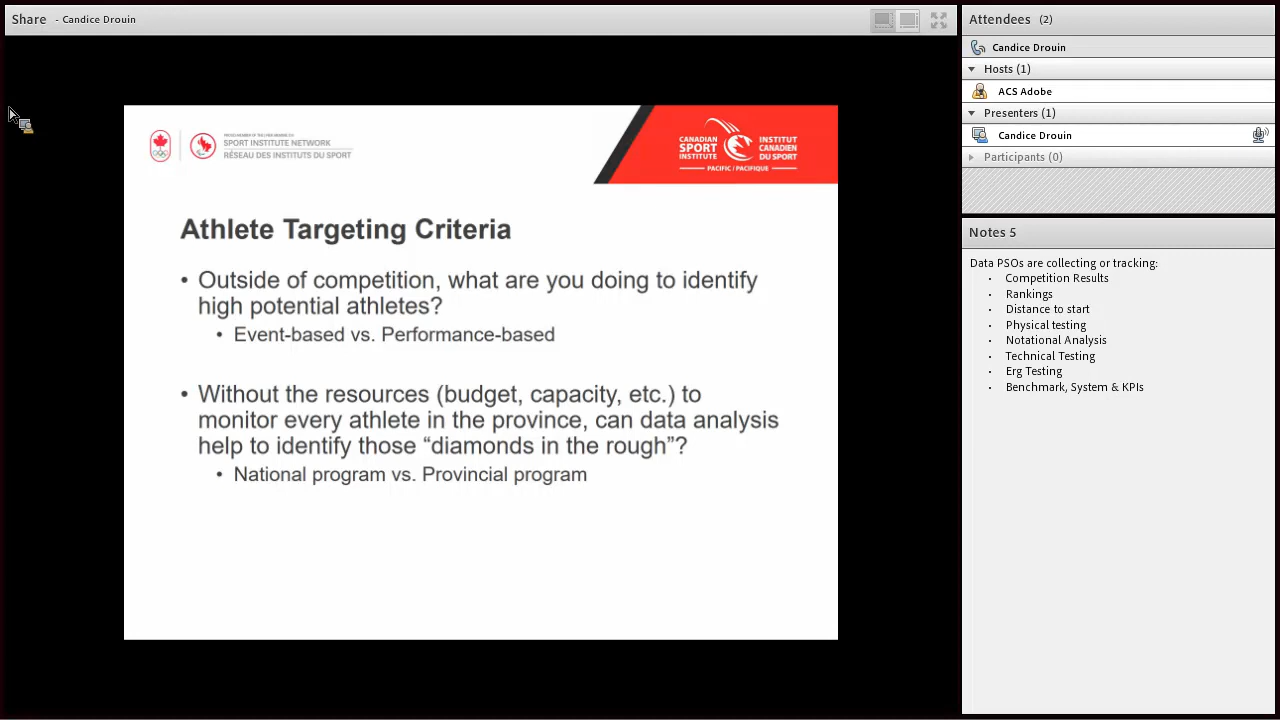 Share - Candice Drouin
SPORT INSTITUTE NETWORK
RÉSEAU DES INSTITUTS DU SPORT
CANADIAN SPORT INSTITUTE
INSTITUT CANADIEN DU SPORT
PACIFIC | PACIFIQUE
Athlete Targeting Criteria
• Outside of competition, what are you doing to identify
high potential athletes?
• Event-based vs. Performance-based
• Without the resources (budget, capacity, etc.) to
monitor every athlete in the province, can data analysis
help to identify those “diamonds in the rough”?
• National program vs. Provincial program
Attendees (2)
Candice Drouin
Hosts (1)
ACS Adobe
Presenters (1)
Candice Drouin
Participants (0)
Notes 5
Data PSOs are collecting or tracking:
• Competition Results
• Rankings
• Distance to start
• Physical testing
• Notational Analysis
• Technical Testing
• Erg Testing
• Benchmark, System & KPIs